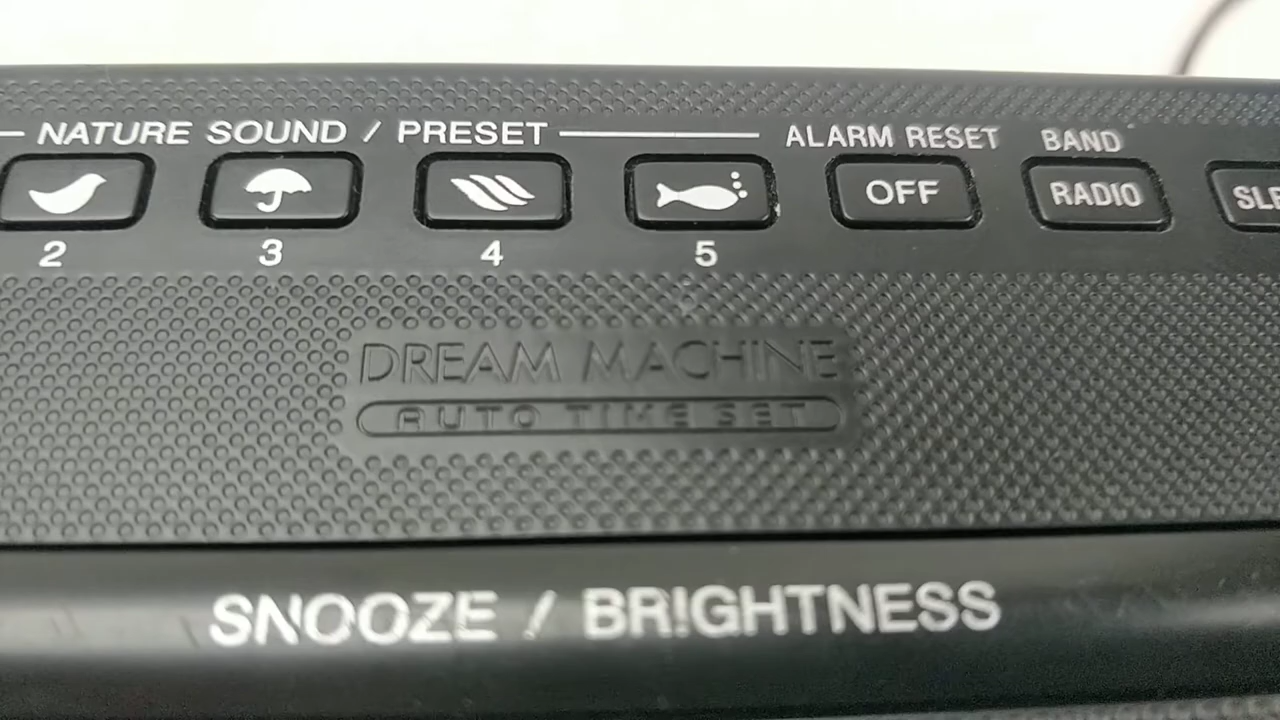 NATURE SOUND / PRESET
ALARM RESET
BAND
OFF
RADIO
2
3
4
5
DREAM MACHINE
AUTO TIME SET
SNOOZE / BRIGHTNESS